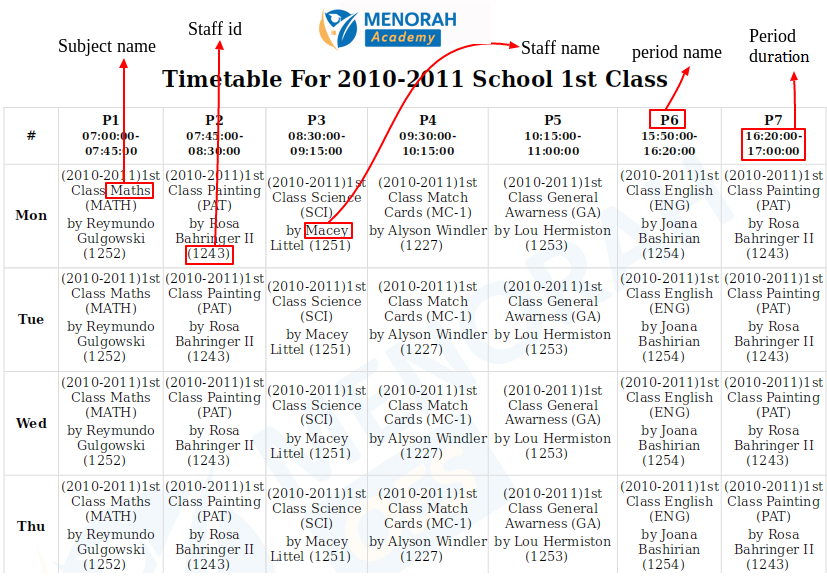 Subject name
Staff id
MENORAH
Academy
Staff name
period name
Period
duration
Timetable For 2010-2011 School 1st Class
# P1 P2 P3 P4 P5 P6 P7
07:00:00- 07:45:00- 08:30:00- 09:30:00- 10:15:00- 15:50:00- 16:20:00-
07:45:00 08:30:00 09:15:00 10:15:00 11:00:00 16:20:00 17:00:00
Mon
(2010-2011)1st
Class Maths
(MATH)
by Reymundo
Gulgowski
(1252)
(2010-2011)1st
Class Painting
(PAT)
by Rosa
Bahringer II
(1243)
(2010-2011)1st
Class Science
(SCI)
by Macey
Littel (1251)
(2010-2011)1st
Class Match
Cards (MC-1)
by Alyson Windler
(1227)
(2010-2011)1st
Class General
Awarness (GA)
by Lou Hermiston
(1253)
(2010-2011)1st
Class English
(ENG)
by Joana
Bashirian
(1254)
(2010-2011)1st
Class Painting
(PAT)
by Rosa
Bahringer II
(1243)
Tue
(2010-2011)1st
Class Maths
(MATH)
by Reymundo
Gulgowski
(1252)
(2010-2011)1st
Class Painting
(PAT)
by Rosa
Bahringer II
(1243)
(2010-2011)1st
Class Science
(SCI)
by Macey
Littel (1251)
(2010-2011)1st
Class Match
Cards (MC-1)
by Alyson Windler
(1227)
(2010-2011)1st
Class General
Awarness (GA)
by Lou Hermiston
(1253)
(2010-2011)1st
Class English
(ENG)
by Joana
Bashirian
(1254)
(2010-2011)1st
Class Painting
(PAT)
by Rosa
Bahringer II
(1243)
Wed
(2010-2011)1st
Class Maths
(MATH)
by Reymundo
Gulgowski
(1252)
(2010-2011)1st
Class Painting
(PAT)
by Rosa
Bahringer II
(1243)
(2010-2011)1st
Class Science
(SCI)
by Macey
Littel (1251)
(2010-2011)1st
Class Match
Cards (MC-1)
by Alyson Windler
(1227)
(2010-2011)1st
Class General
Awarness (GA)
by Lou Hermiston
(1253)
(2010-2011)1st
Class English
(ENG)
by Joana
Bashirian
(1254)
(2010-2011)1st
Class Painting
(PAT)
by Rosa
Bahringer II
(1243)
Thu
(2010-2011)1st
Class Maths
(MATH)
by Reymundo
Gulgowski
(1252)
(2010-2011)1st
Class Painting
(PAT)
by Rosa
Bahringer II
(1243)
(2010-2011)1st
Class Science
(SCI)
by Macey
Littel (1251)
(2010-2011)1st
Class Match
Cards (MC-1)
by Alyson Windler
(1227)
(2010-2011)1st
Class General
Awarness (GA)
by Lou Hermiston
(1253)
(2010-2011)1st
Class English
(ENG)
by Joana
Bashirian
(1254)
(2010-2011)1st
Class Painting
(PAT)
by Rosa
Bahringer II
(1243)
MENORAH